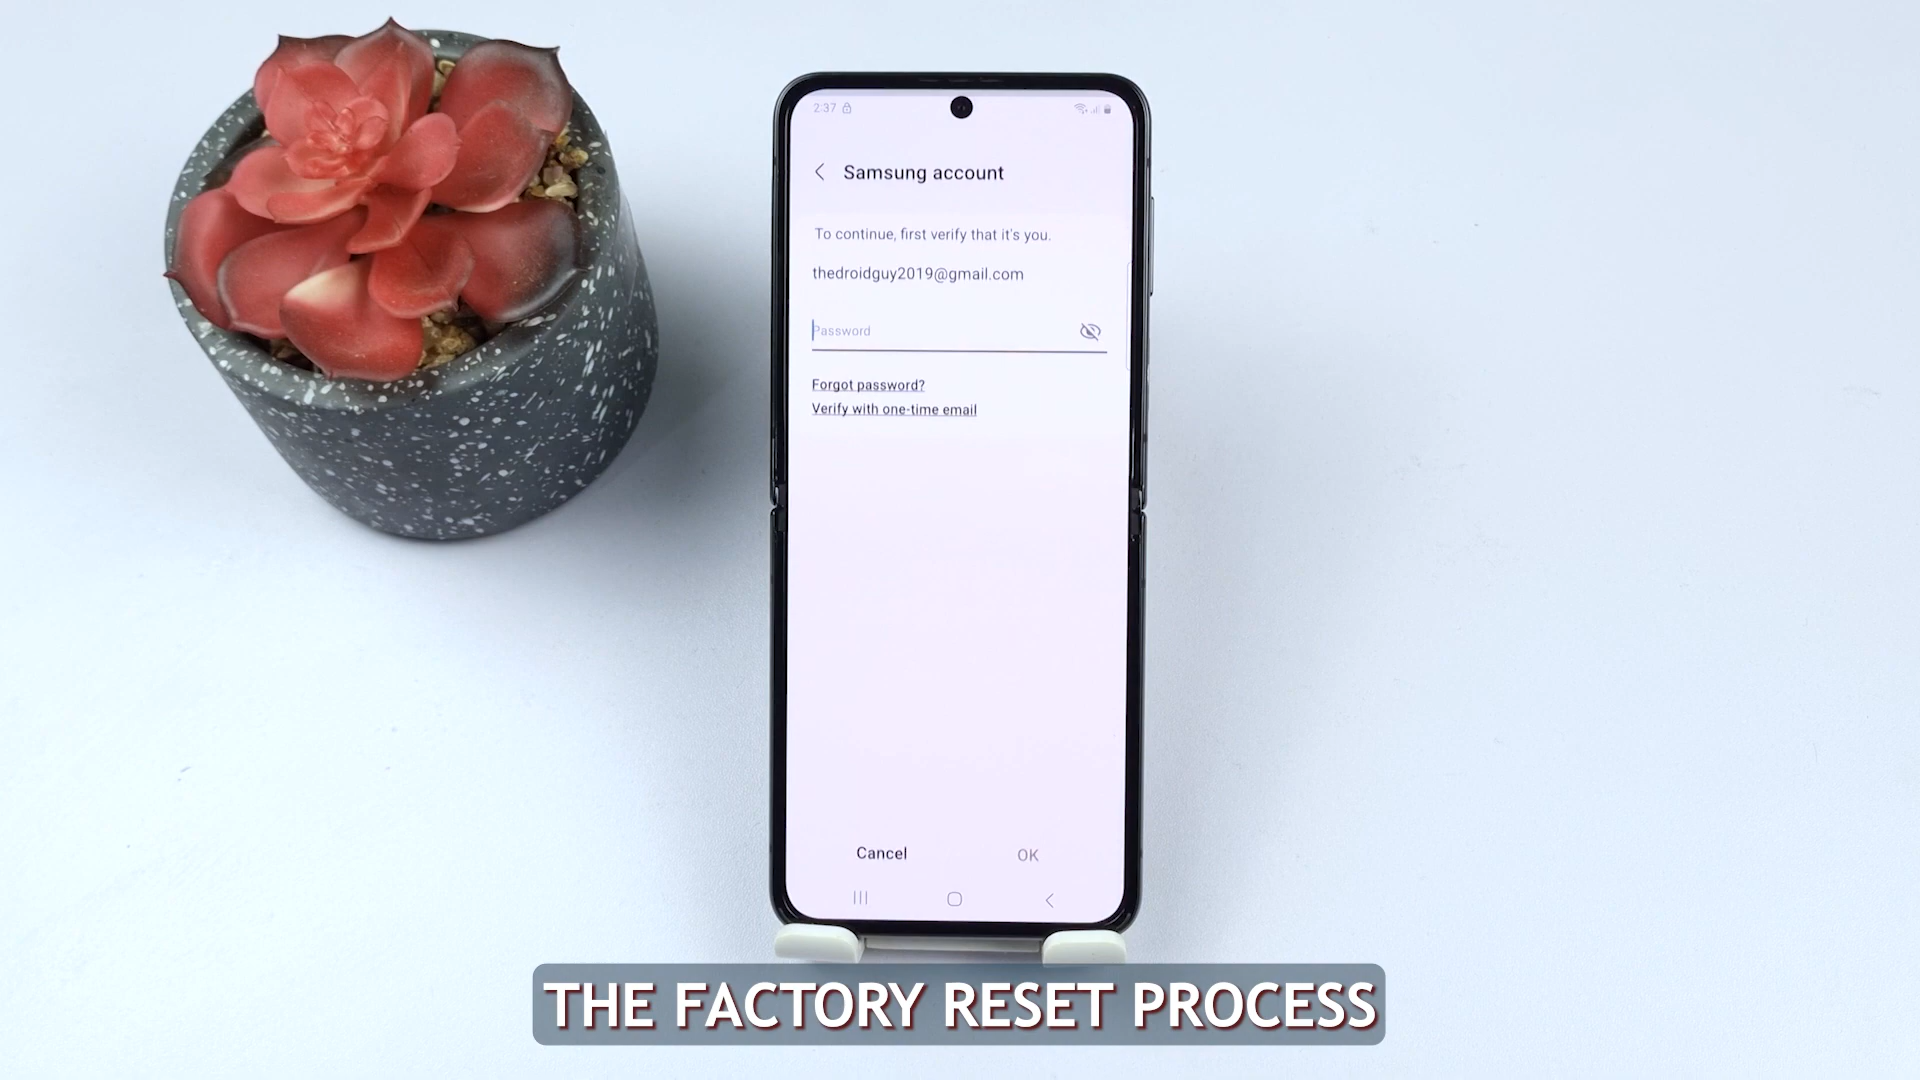 2:37
Samsung account
To continue, first verify that it's you.
thedroidguy2019@gmail.com
Password
Forgot password?
Verify with one-time email
Cancel
OK
THE FACTORY RESET PROCESS